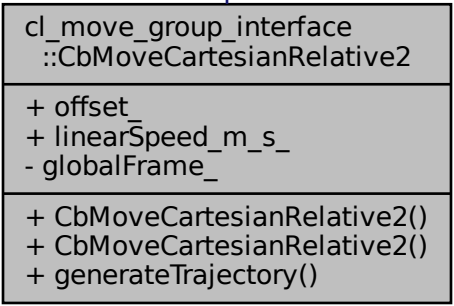 cl_move_group_interface
::CbMoveCartesianRelative2
+ offset_
+ linearSpeed_m_s_
- globalFrame_
+ CbMoveCartesianRelative2()
+ CbMoveCartesianRelative2()
+ generateTrajectory()